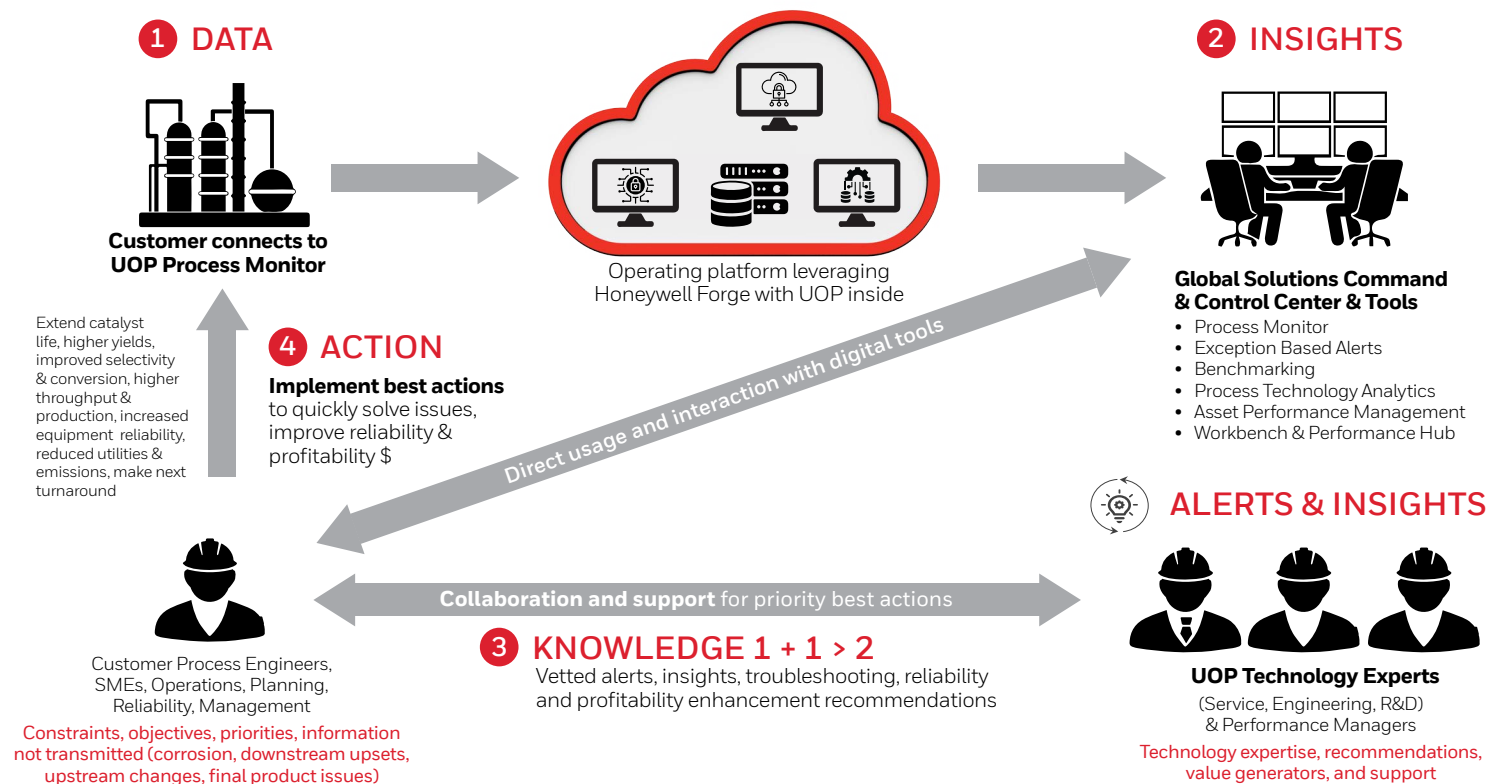 1 DATA
Customer connects to
UOP Process Monitor
Operating platform leveraging
Honeywell Forge with UOP inside
2 INSIGHTS
Global Solutions Command
& Control Center & Tools
• Process Monitor
• Exception Based Alerts
• Benchmarking
• Process Technology Analytics
• Asset Performance Management
• Workbench & Performance Hub
Extend catalyst
life, higher yields,
improved selectivity
& conversion, higher
throughput &
production, increased
equipment reliability,
reduced utilities &
emissions, make next
turnaround
4 ACTION
Implement best actions
to quickly solve issues,
improve reliability &
profitability $
Direct usage and interaction with digital tools
ALERTS & INSIGHTS
Collaboration and support for priority best actions
3 KNOWLEDGE 1 + 1 > 2
Vetted alerts, insights, troubleshooting, reliability
and profitability enhancement recommendations
Customer Process Engineers,
SMEs, Operations, Planning,
Reliability, Management
Constraints, objectives, priorities, information
not transmitted (corrosion, downstream upsets,
upstream changes, final product issues)
UOP Technology Experts
(Service, Engineering, R&D)
& Performance Managers
Technology expertise, recommendations,
value generators, and support